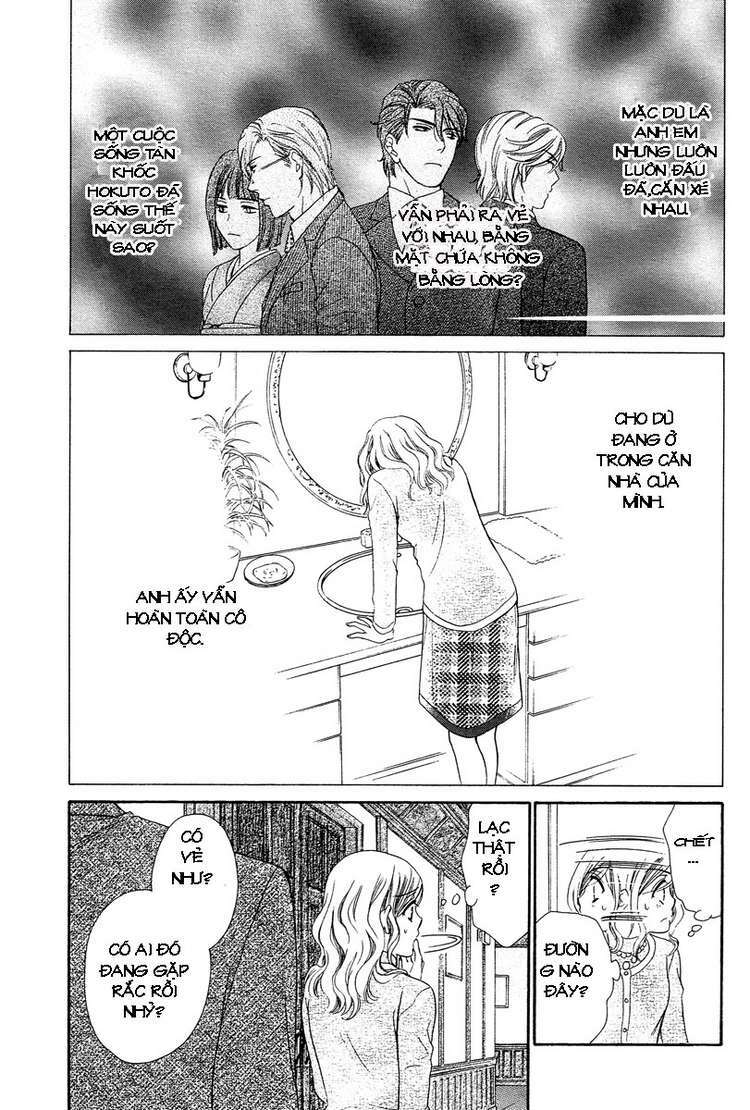 MẶC DÙ LÀ
ANH EM
NHƯNG LUÔN
LUÔN ĐẤU
ĐÁ,CẮN XÉ
NHAU.
VẪN PHẢI RA VẺ
VỚI NHAU, BẰNG
MẶT CHỨA KHÔNG
BẰNG LÒNG?
MỘT CUỘC
SỐNG TÀN
KHỐC
HOKUTO ĐÃ
SỐNG THẾ
NÀY SUỐT
SAO?
CHO DÙ
ĐANG Ở
TRONG CĂN
NHÀ CỦA
MÌNH.
ANH ẤY VẪN
HOÀN TOÀN CÔ
ĐỘC.
CHẾT
...
ĐƯỜN
G NÀO
ĐÂY?
LẠC
THẬT
RỒI
?
CÓ
VẺ
NHƯ?
CÓ AI ĐÓ
ĐANG GẶP
RẮC RỐI
NHỶ?